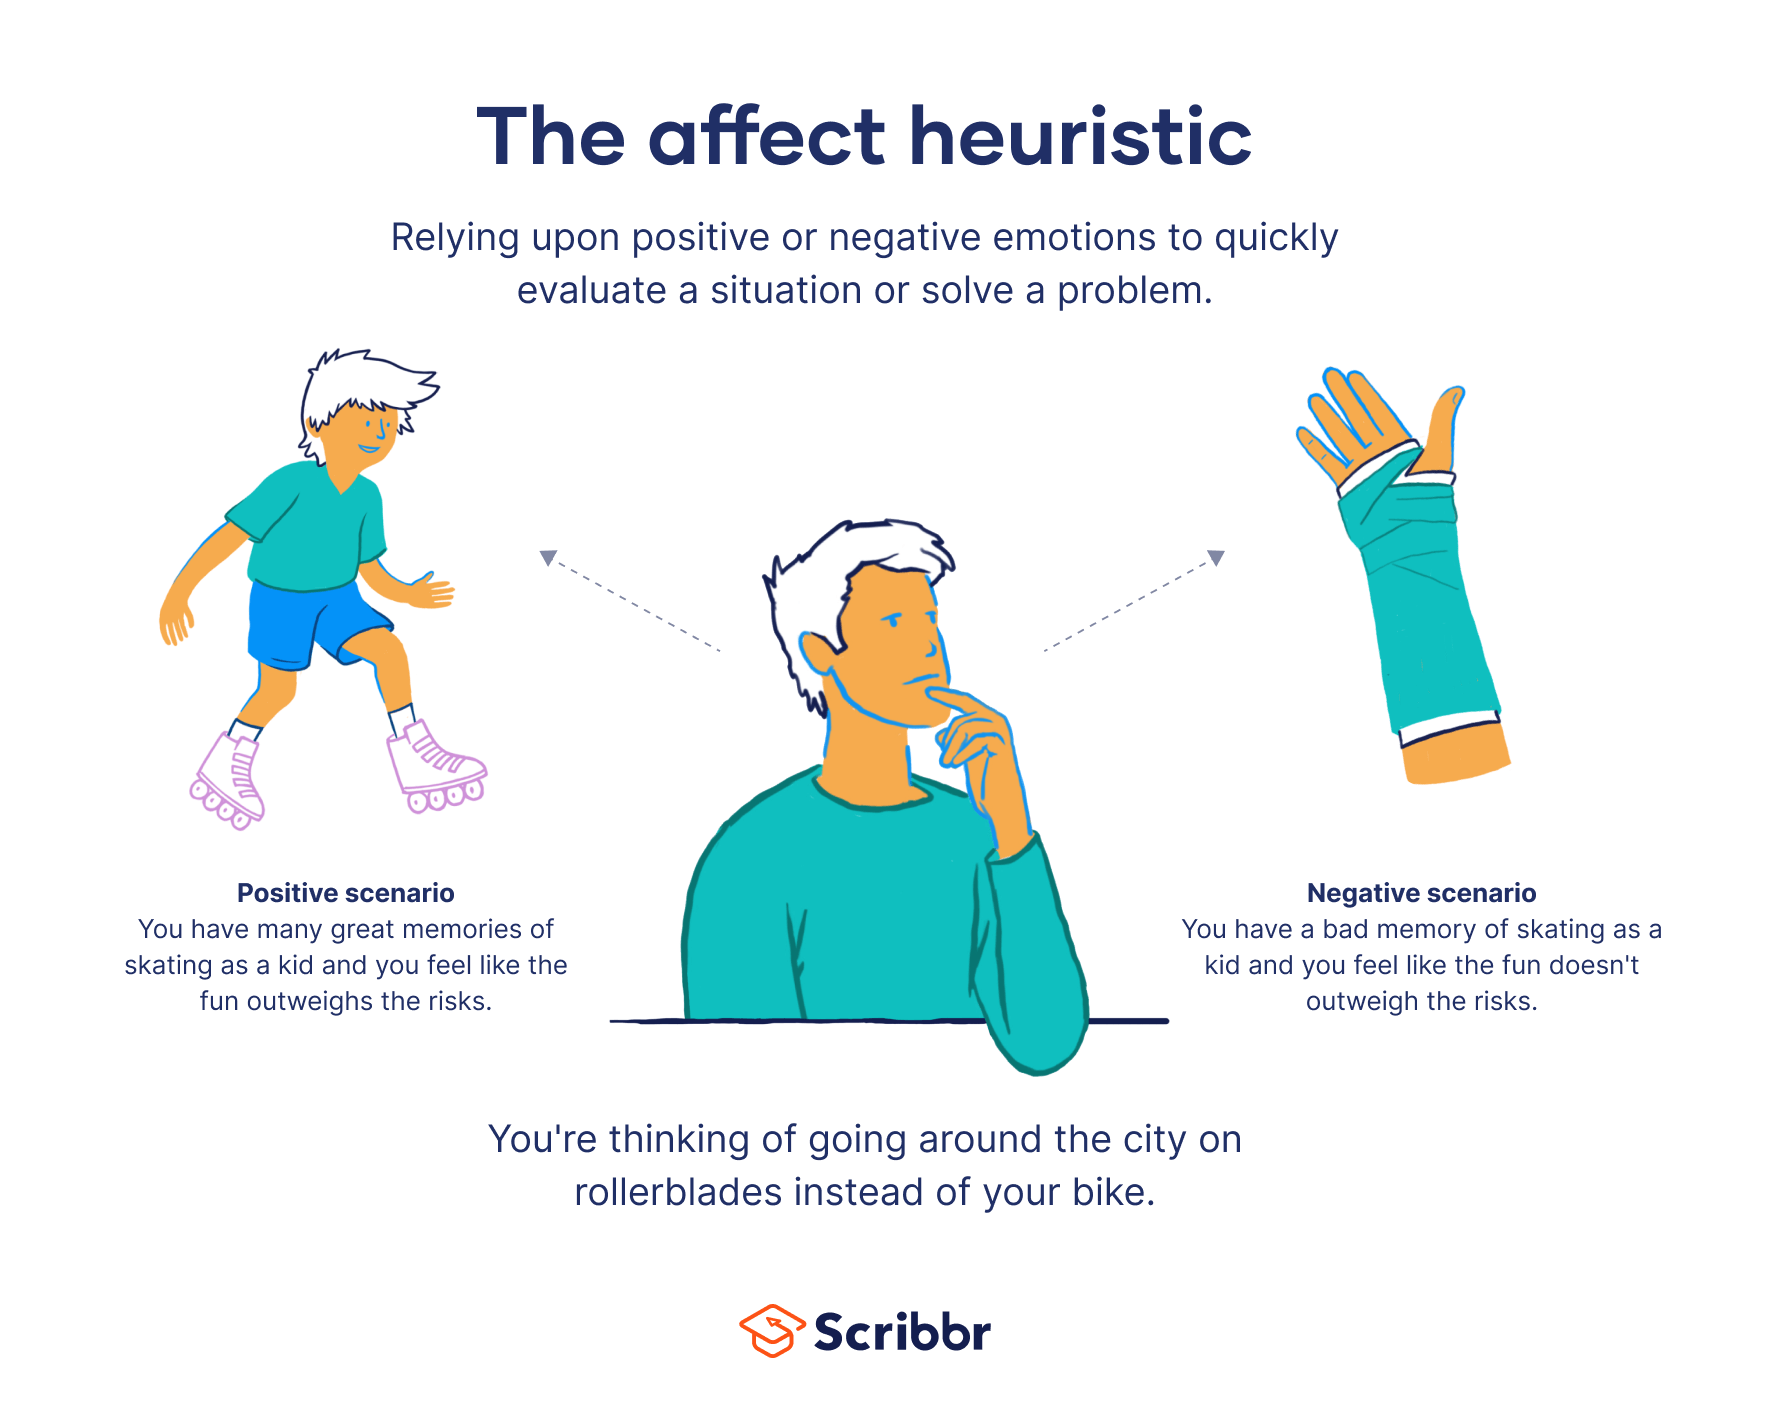 The affect heuristic
Relying upon positive or negative emotions to quickly
evaluate a situation or solve a problem.
Positive scenario
You have many great memories of
skating as a kid and you feel like the
fun outweighs the risks.
Negative scenario
You have a bad memory of skating as a
kid and you feel like the fun doesn't
outweigh the risks.
You're thinking of going around the city on
rollerblades instead of your bike.
Scribbr